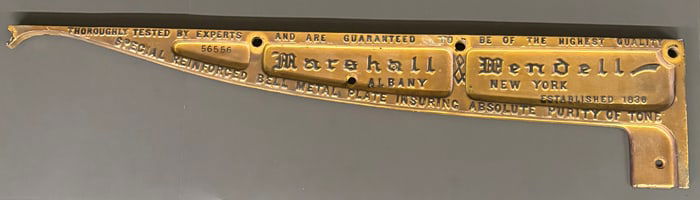 THOROUGHLY TESTED BY EXPERTS AND ARE GUARANTEED TO BE OF THE HIGHEST QUALITY
56556
Marshall Wendell
ALBANY NEW YORK
ESTABLISHED 1836
SPECIAL REINFORCED BELL METAL PLATE INSURING ABSOLUTE PURITY OF TONE